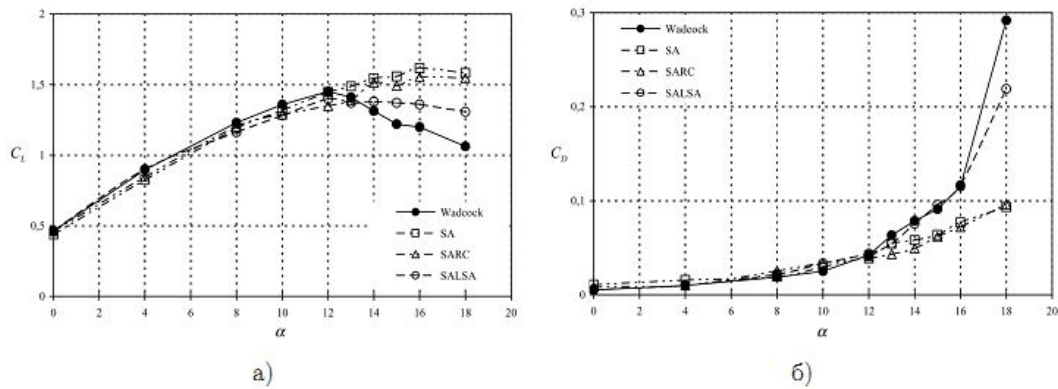 2
1,5
C_L
1
0,5
0
0 2 4 6 8 10 12 14 16 18 20
α
Wadcock
SA
SARC
SALSA
а)
0,3
0,2
C_D
0,1
0
0 2 4 6 8 10 12 14 16 18 20
α
Wadcock
SA
SARC
SALSA
б)